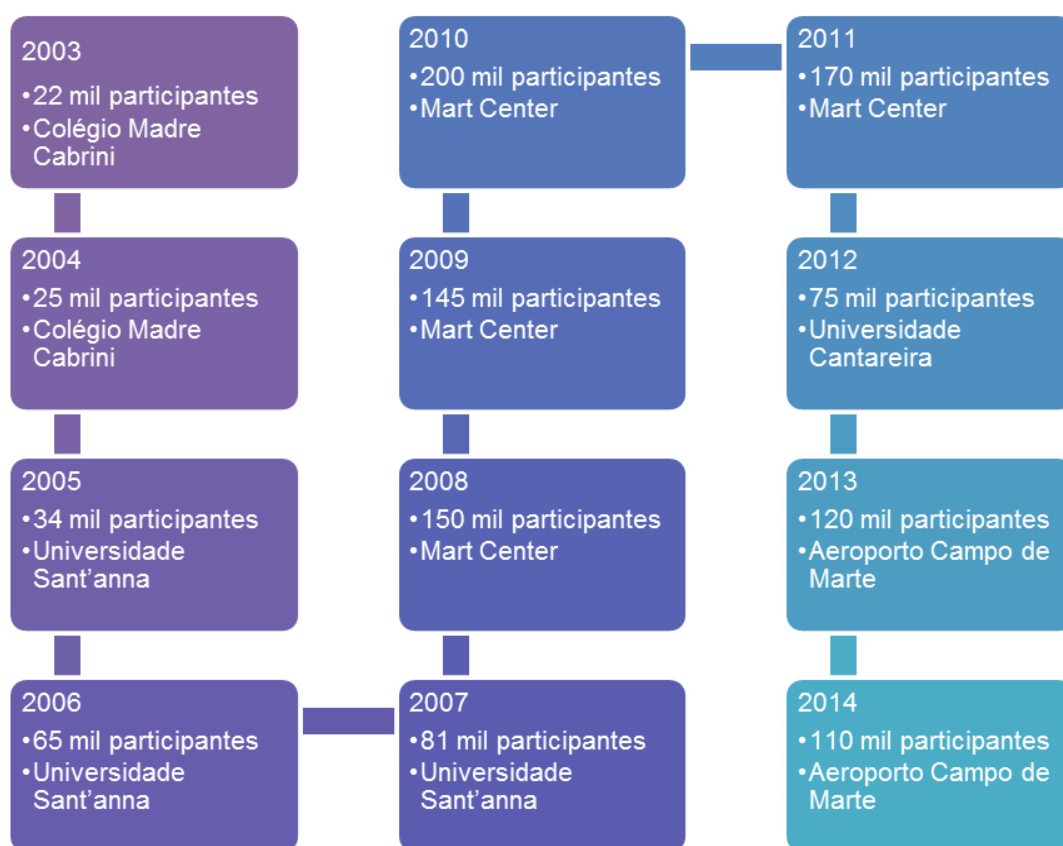 2003
•22 mil participantes
•Colégio Madre
Cabrini
2004
•25 mil participantes
•Colégio Madre
Cabrini
2005
•34 mil participantes
•Universidade
Sant’anna
2006
•65 mil participantes
•Universidade
Sant’anna
2007
•81 mil participantes
•Universidade
Sant’anna
2008
•150 mil participantes
•Mart Center
2009
•145 mil participantes
•Mart Center
2010
•200 mil participantes
•Mart Center
2011
•170 mil participantes
•Mart Center
2012
•75 mil participantes
•Universidade
Cantareira
2013
•120 mil participantes
•Aeroporto Campo de
Marte
2014
•110 mil participantes
•Aeroporto Campo de
Marte